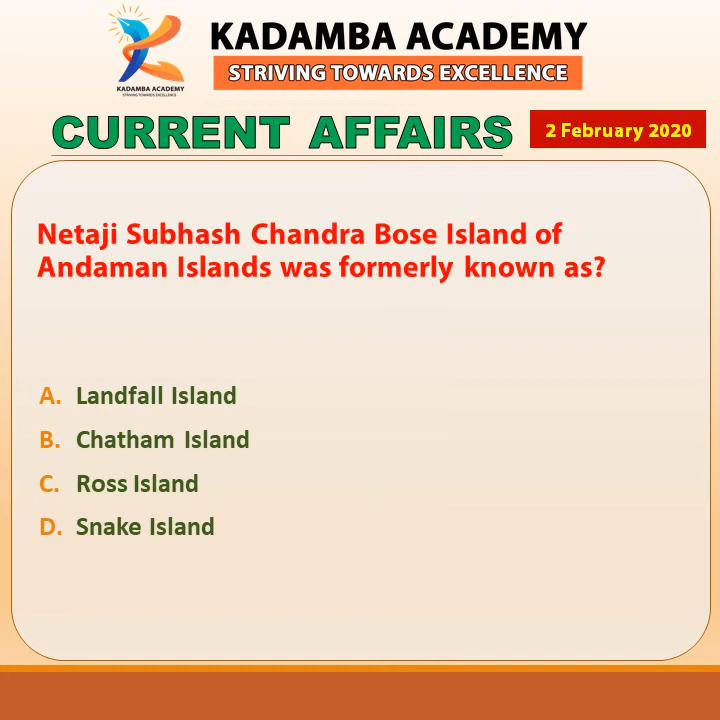 KADAMBA ACADEMY
STRIVING TOWARDS EXCELLENCE
KADAMBA ACADEMY
STRIVING TOWARDS EXCELLENCE
CURRENT AFFAIRS
2 February 2020
Netaji Subhash Chandra Bose Island of
Andaman Islands was formerly known as?
A. Landfall Island
B. Chatham Island
C. Ross Island
D. Snake Island